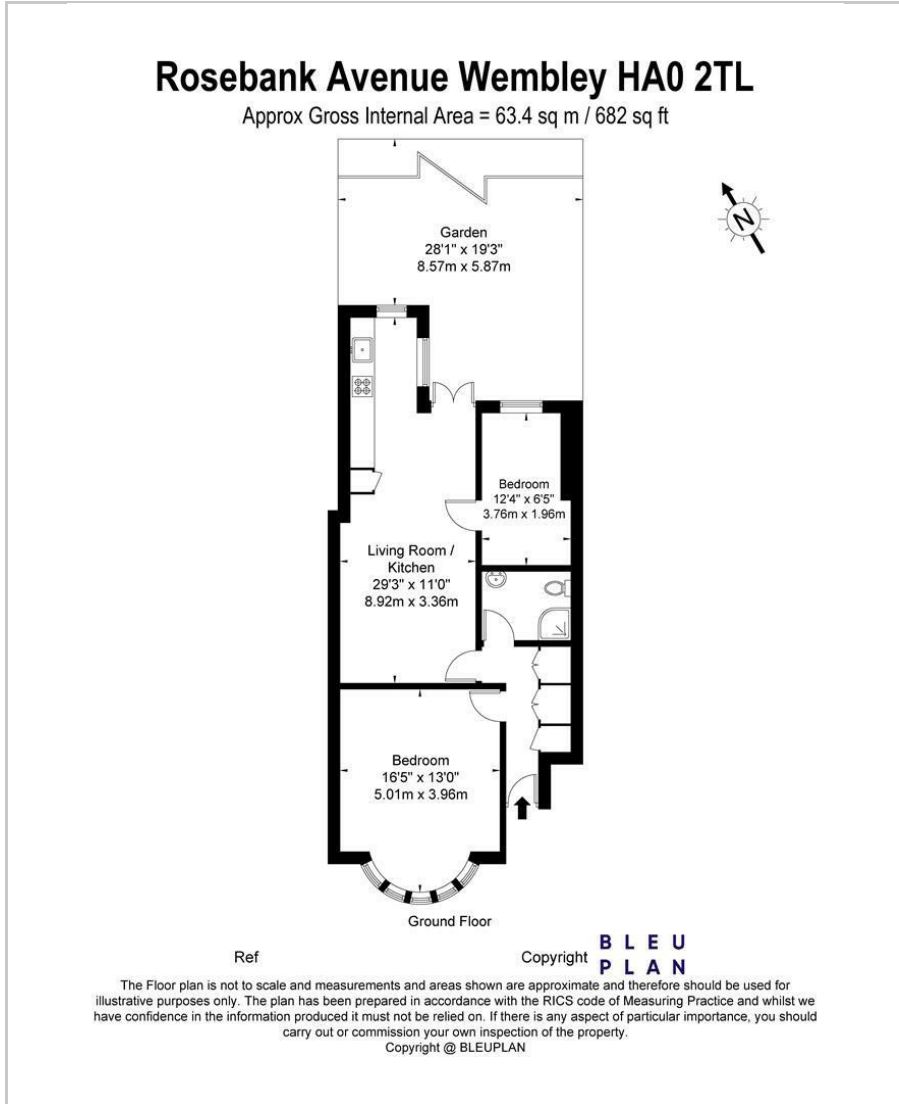 Rosebank Avenue Wembley HA0 2TL
Approx Gross Internal Area = 63.4 sq m / 682 sq ft
N
Garden
28'1" x 19'3"
8.57m x 5.87m
Bedroom
12'4" x 6'5"
3.76m x 1.96m
Living Room /
Kitchen
29'3" x 11'0"
8.92m x 3.36m
Bedroom
16'5" x 13'0"
5.01m x 3.96m
Ground Floor
Ref
Copyright
BLEU
PLAN
The Floor plan is not to scale and measurements and areas shown are approximate and therefore should be used for
illustrative purposes only. The plan has been prepared in accordance with the RICS code of Measuring Practice and whilst we
have confidence in the information produced it must not be relied on. If there is any aspect of particular importance, you should
carry out or commission your own inspection of the property.
Copyright @ BLEUPLAN